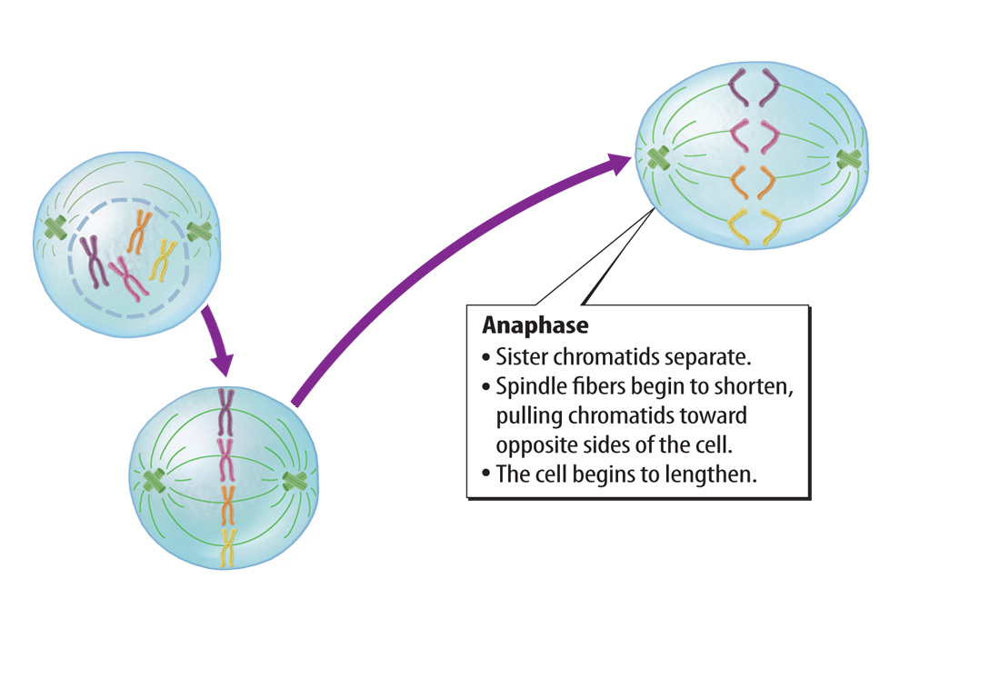 Anaphase
• Sister chromatids separate.
• Spindle fibers begin to shorten,
pulling chromatids toward
opposite sides of the cell.
• The cell begins to lengthen.